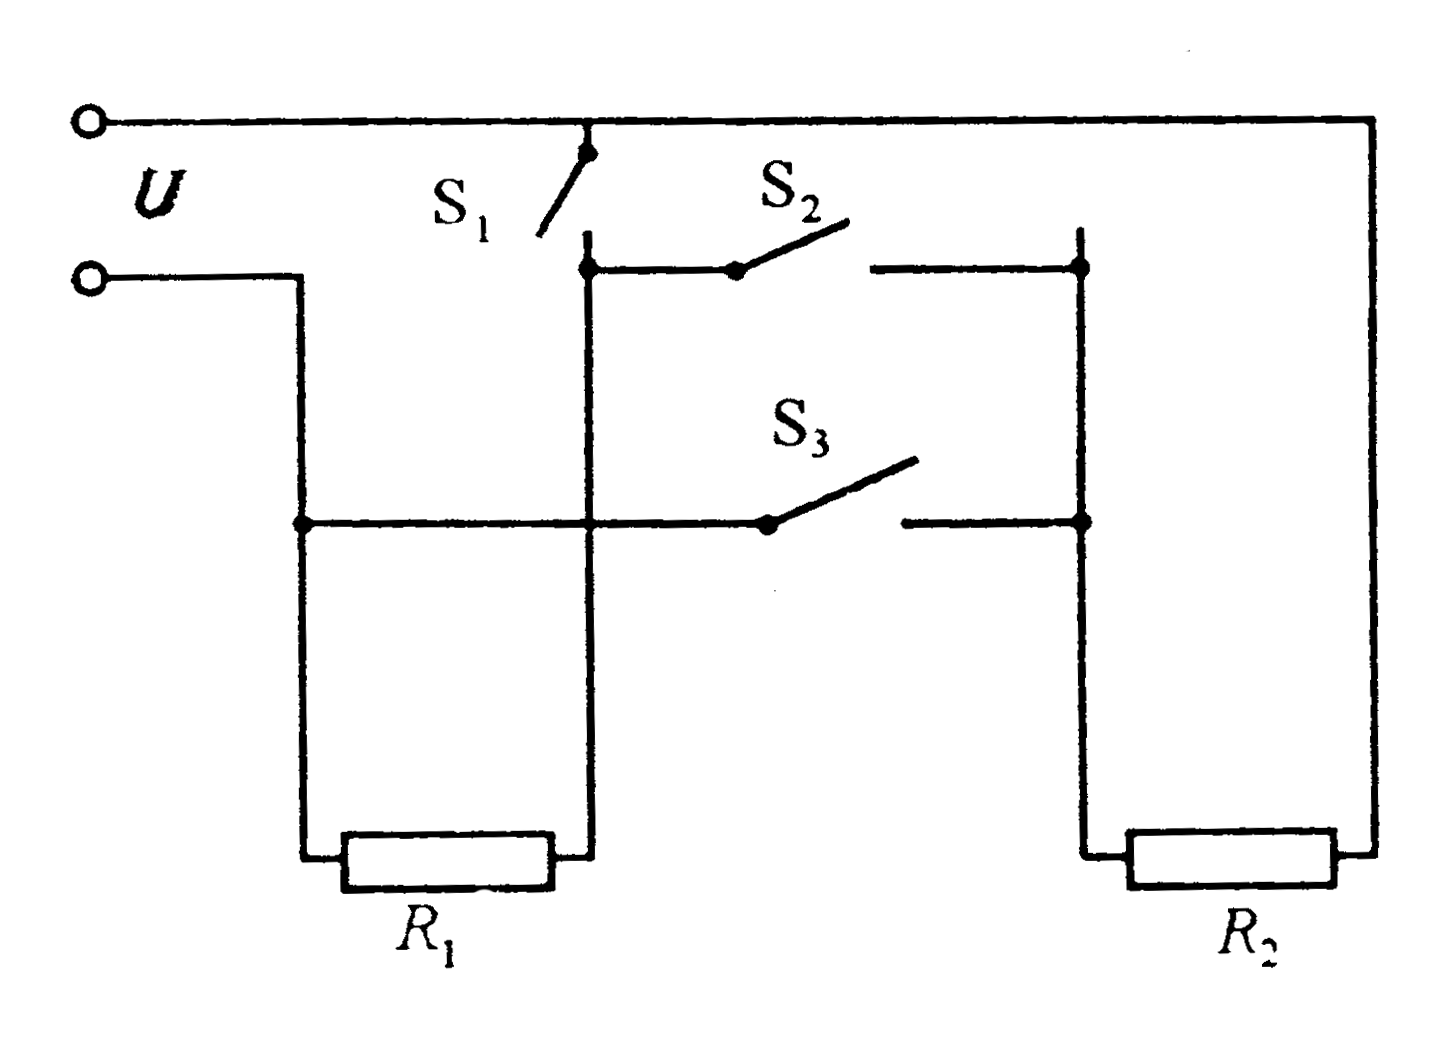 U
S₁
S₂
S₃
R₁
R₂